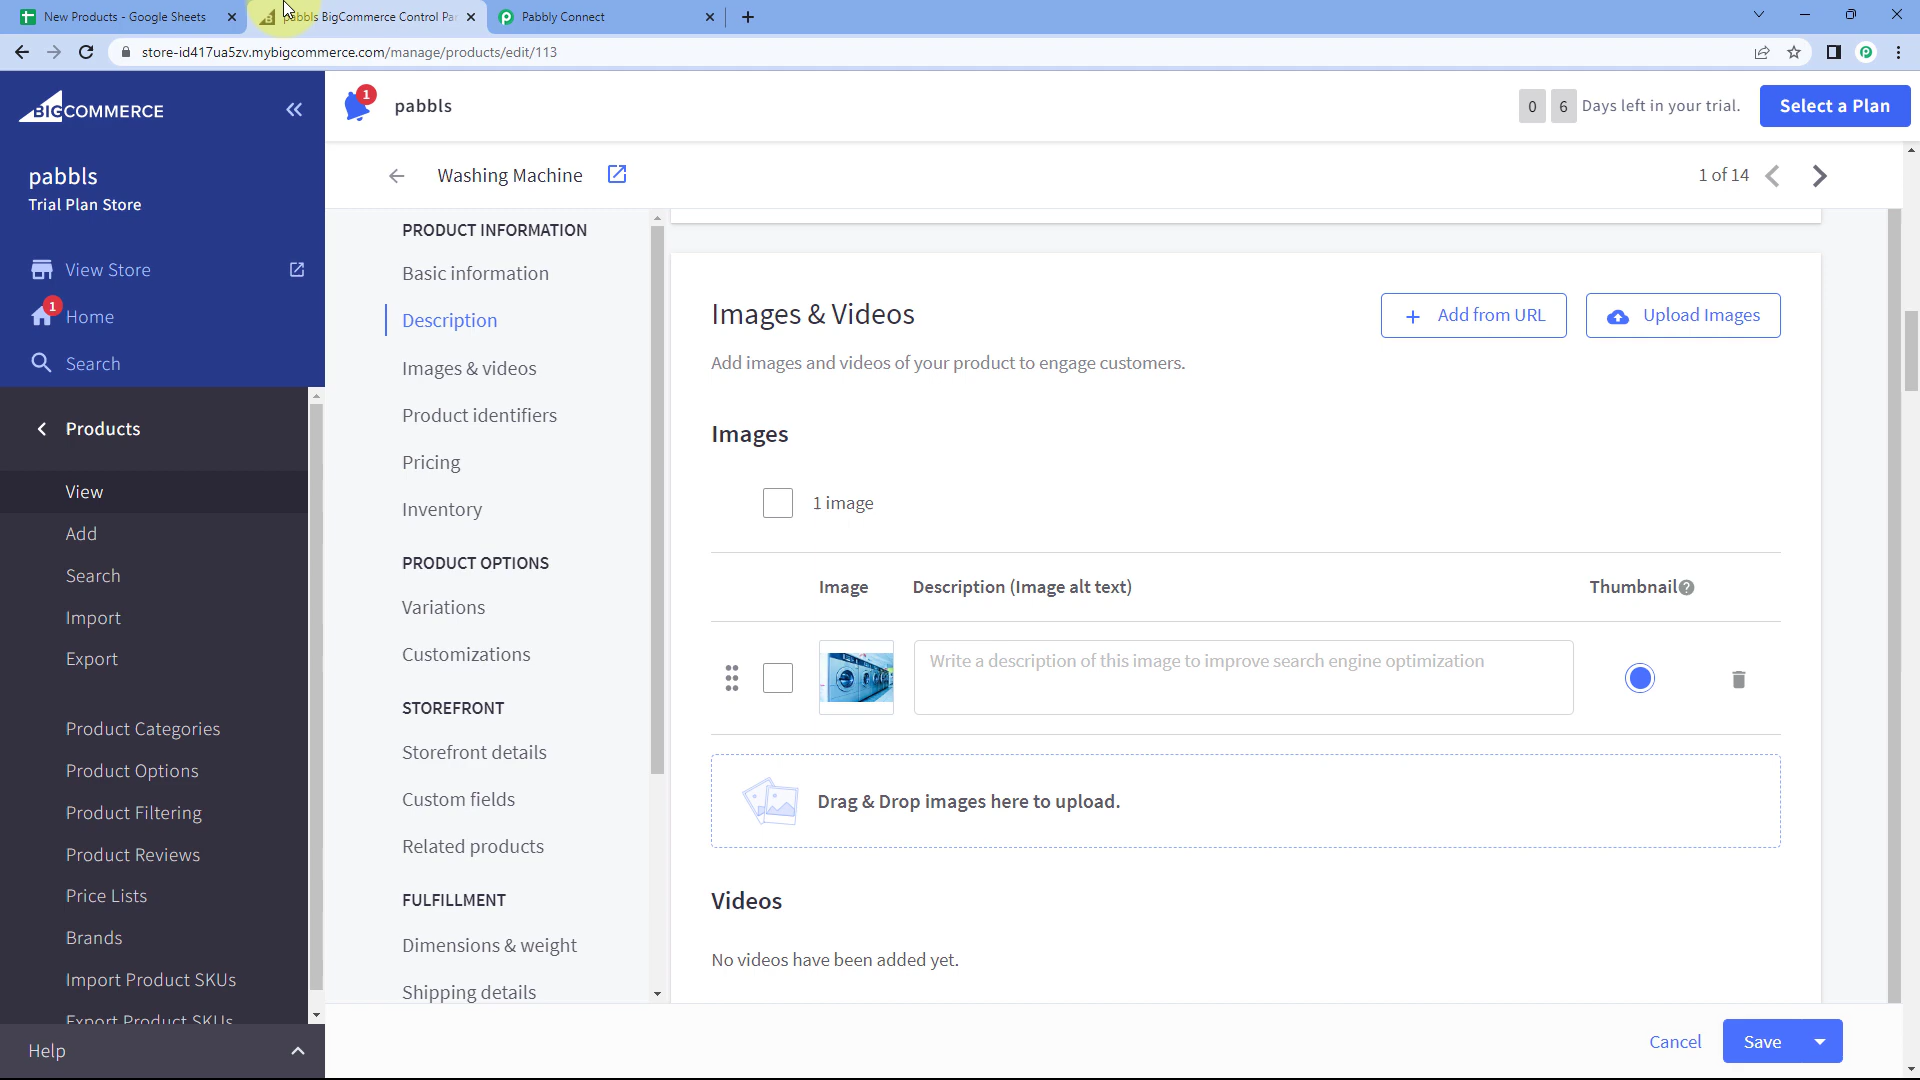 New Products - Google Sheets
pabbls BigCommerce Control Pa
Pabbly Connect
store-id417ua5zv.mybigcommerce.com/manage/products/edit/113
BIGCOMMERCE
1
pabbls
0 6 Days left in your trial.
Select a Plan
pabbls
Trial Plan Store
Washing Machine
1 of 14
View Store
1
Home
Search
Products
View
Add
Search
Import
Export
Product Categories
Product Options
Product Filtering
Product Reviews
Price Lists
Brands
Import Product SKUs
Export Product SKUs
Help
PRODUCT INFORMATION
Basic information
Description
Images & videos
Product identifiers
Pricing
Inventory
PRODUCT OPTIONS
Variations
Customizations
STOREFRONT
Storefront details
Custom fields
Related products
FULFILLMENT
Dimensions & weight
Shipping details
Images & Videos
Add from URL
Upload Images
Add images and videos of your product to engage customers.
Images
1 image
Image Description (Image alt text) Thumbnail
Write a description of this image to improve search engine optimization
Drag & Drop images here to upload.
Videos
No videos have been added yet.
Cancel
Save